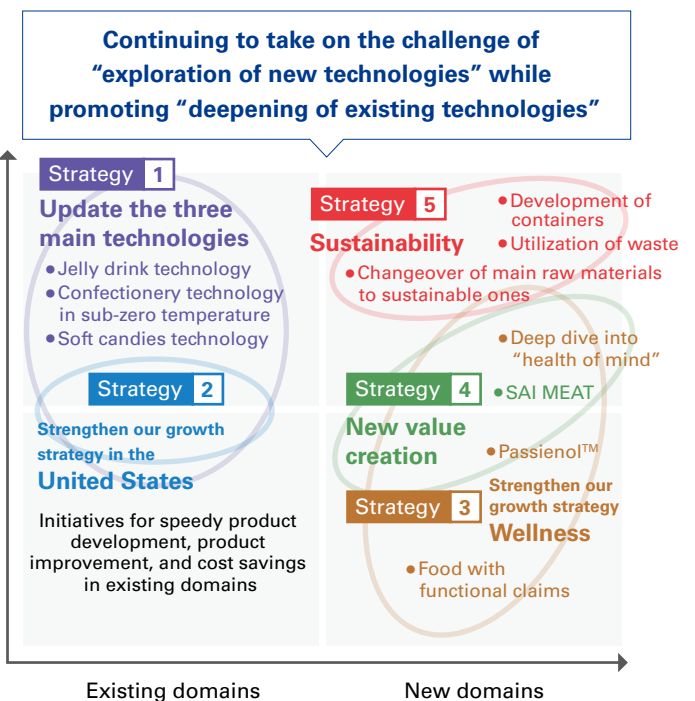 Continuing to take on the challenge of
“exploration of new technologies” while
promoting “deepening of existing technologies”
Strategy 1
Update the three
main technologies
•Jelly drink technology
•Confectionery technology
in sub-zero temperature
•Soft candies technology
Strategy 2
Strengthen our growth
strategy in the
United States
Initiatives for speedy product
development, product
improvement, and cost savings
in existing domains
Strategy 5
Sustainability
•Development of
containers
•Utilization of waste
•Changeover of main raw materials
to sustainable ones
•Deep dive into
“health of mind”
Strategy 4
•SAI MEAT
New value
creation
•Passienol™
Strategy 3
Strengthen our
growth strategy
Wellness
•Food with
functional claims
Existing domains
New domains